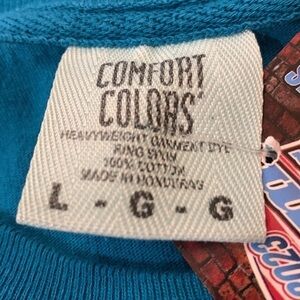 COMFORT
COLORS
HEAVYWEIGHT GARMENT DYE
RING SPUN
100% COTTON
MADE IN HONDURAS
L - G - G